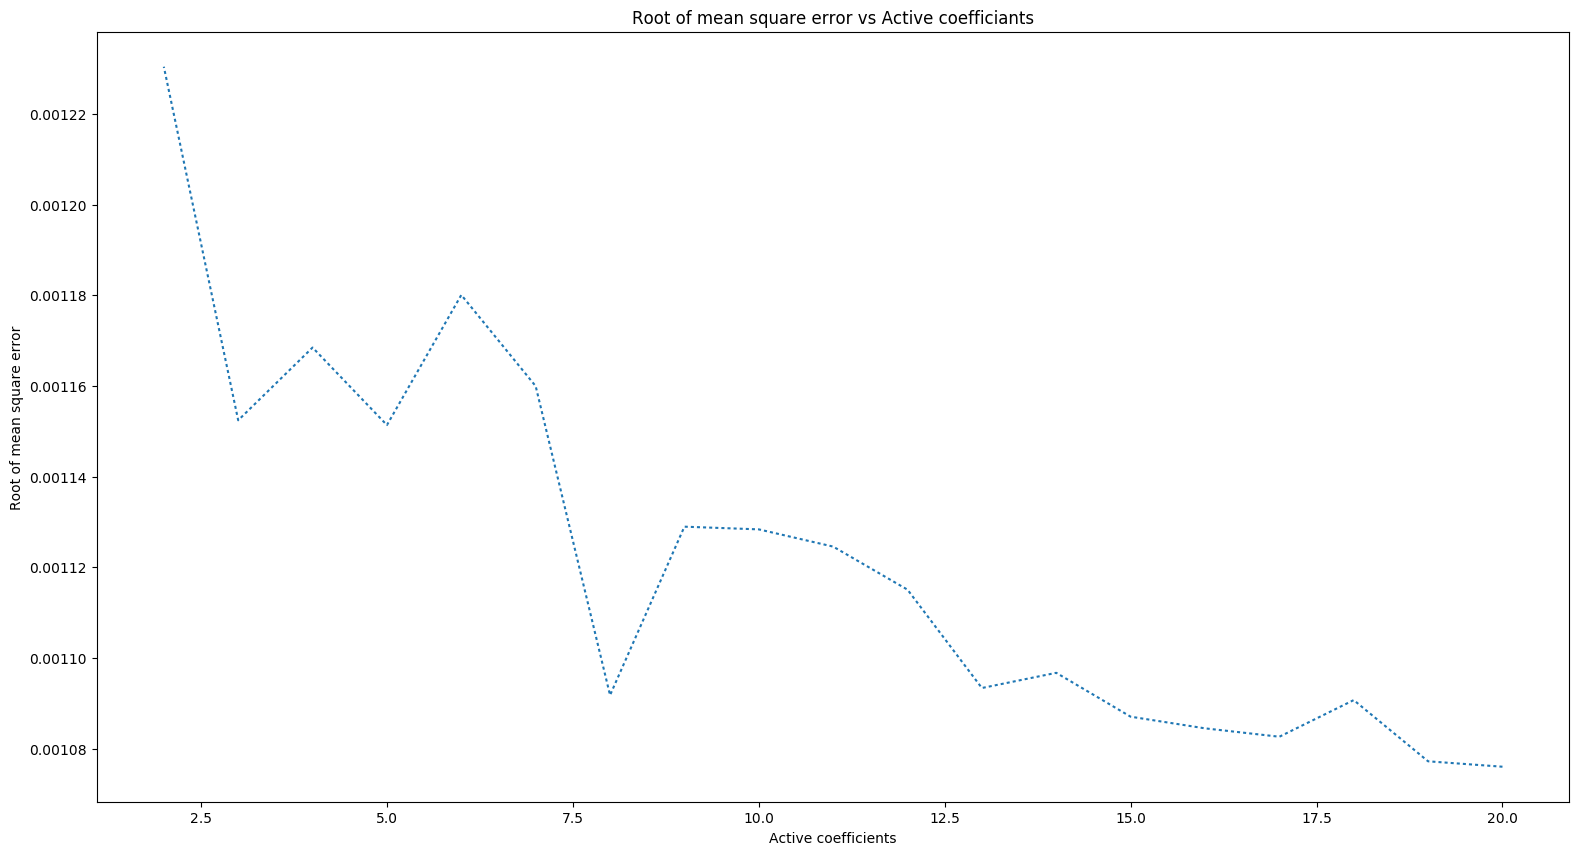 Root of mean square error vs Active coefficiants
0.00122
0.00120
0.00118
0.00116
0.00114
0.00112
0.00110
0.00108
Root of mean square error
2.5 5.0 7.5 10.0 12.5 15.0 17.5 20.0
Active coefficients